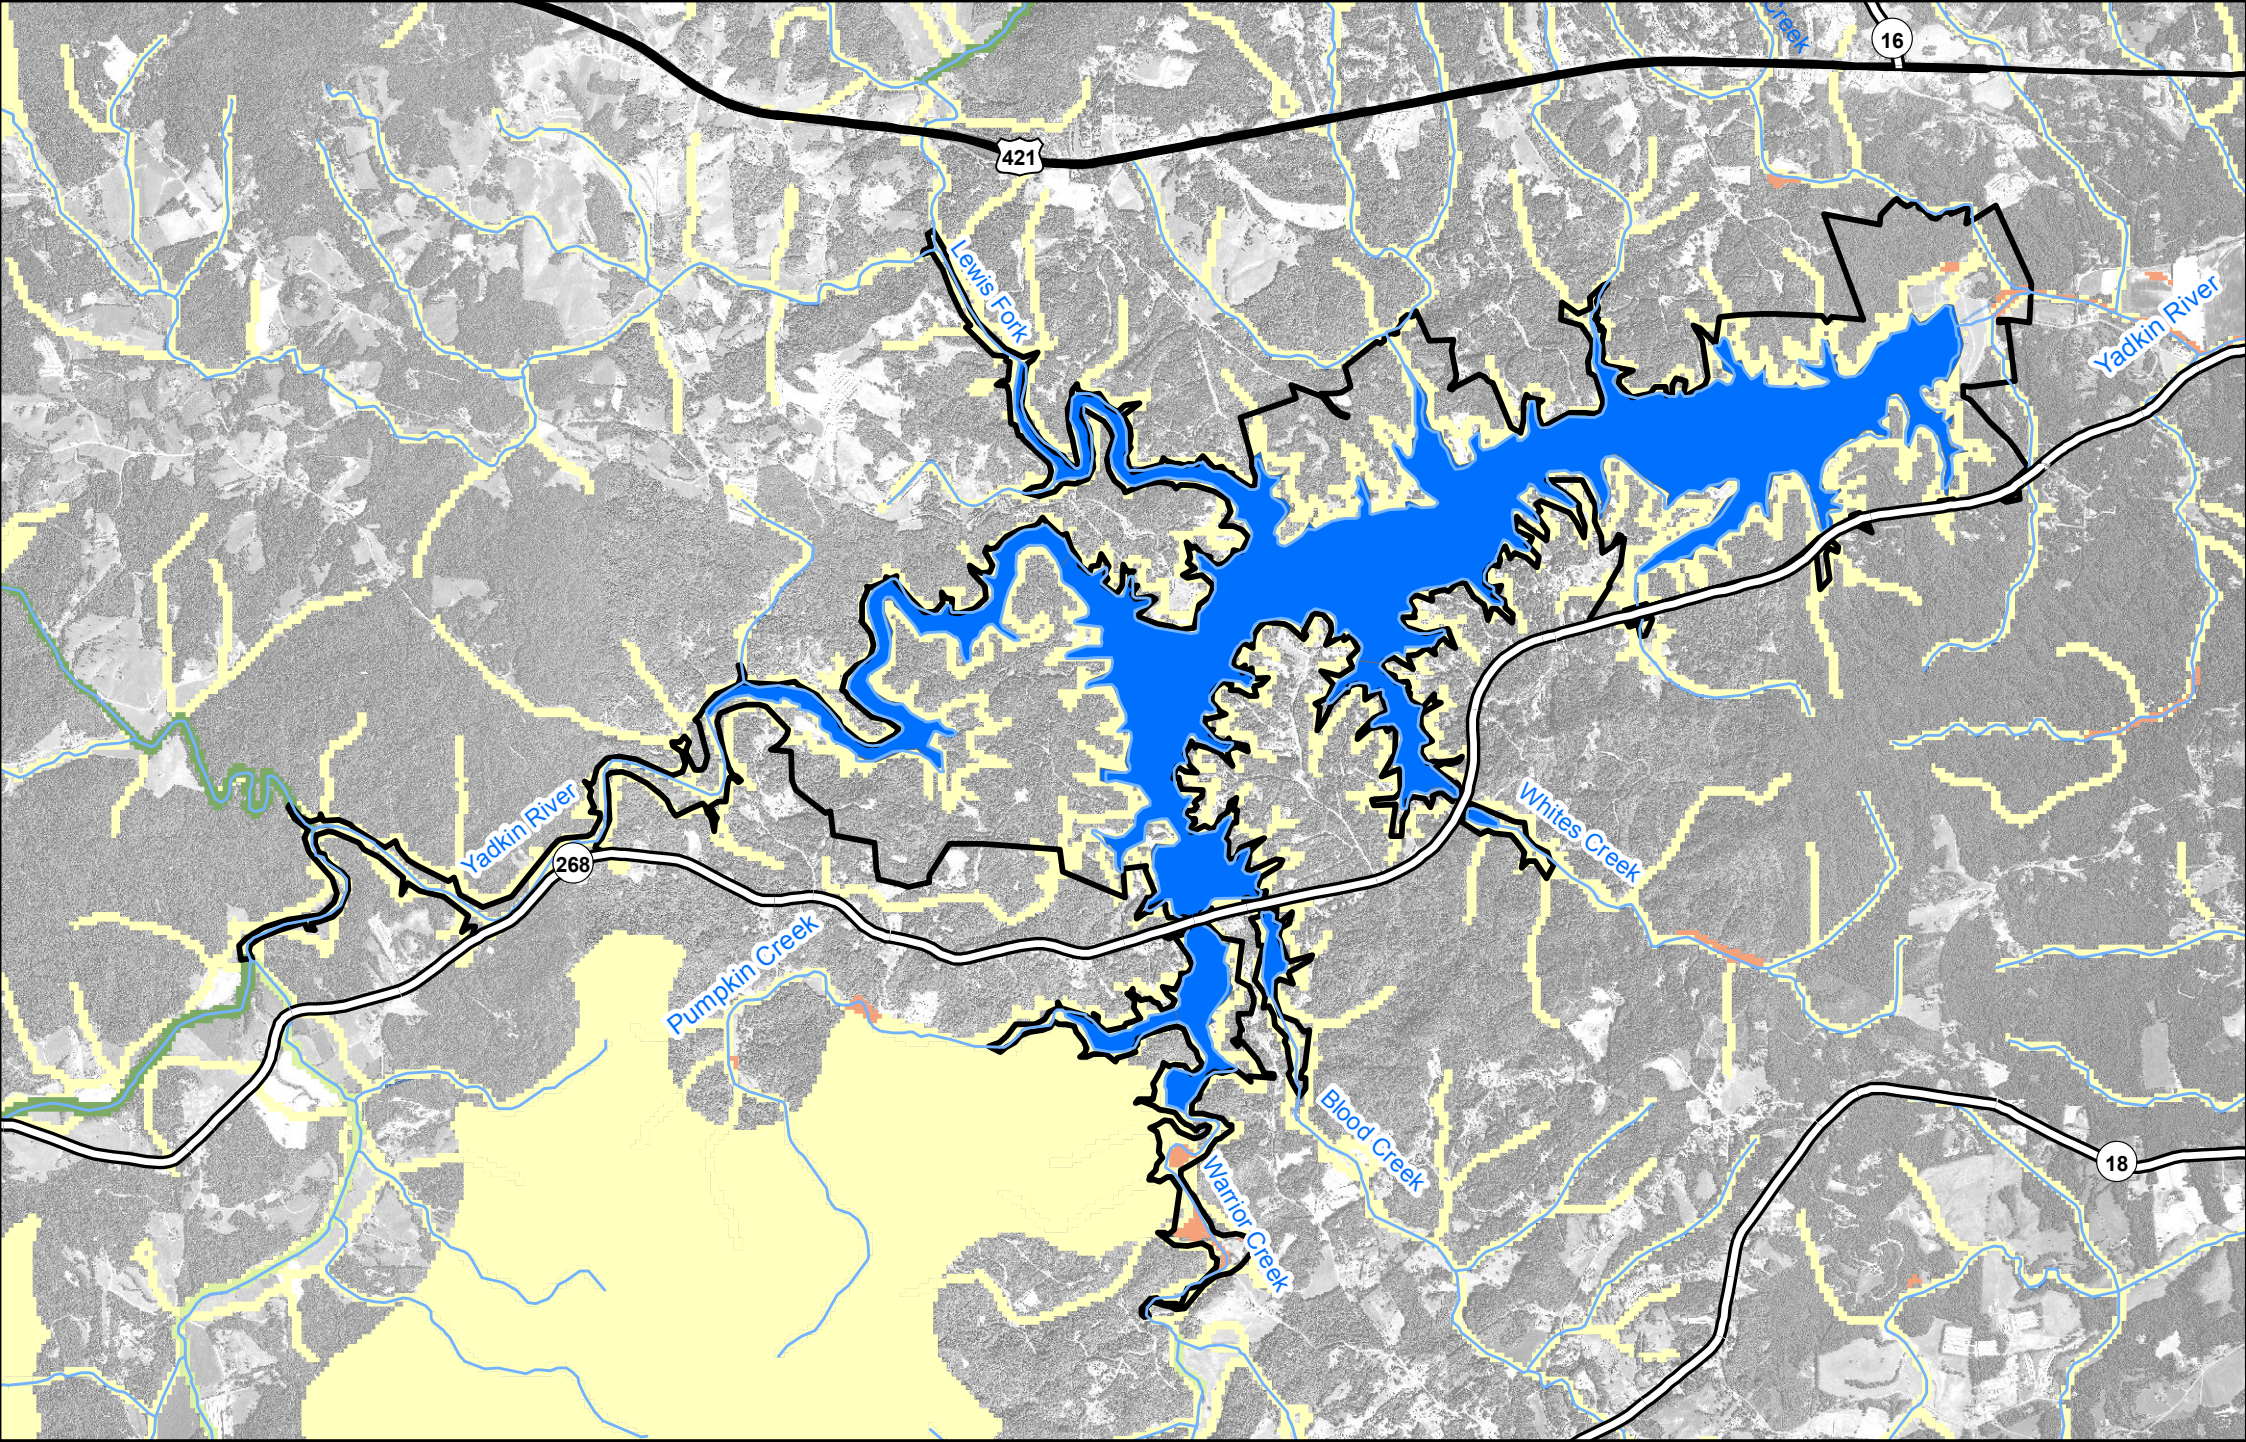 Creek
16
421
Lewis Fork
Yadkin River
Yadkin River
268
Whites Creek
Pumpkin Creek
Blood Creek
Warrior Creek
18